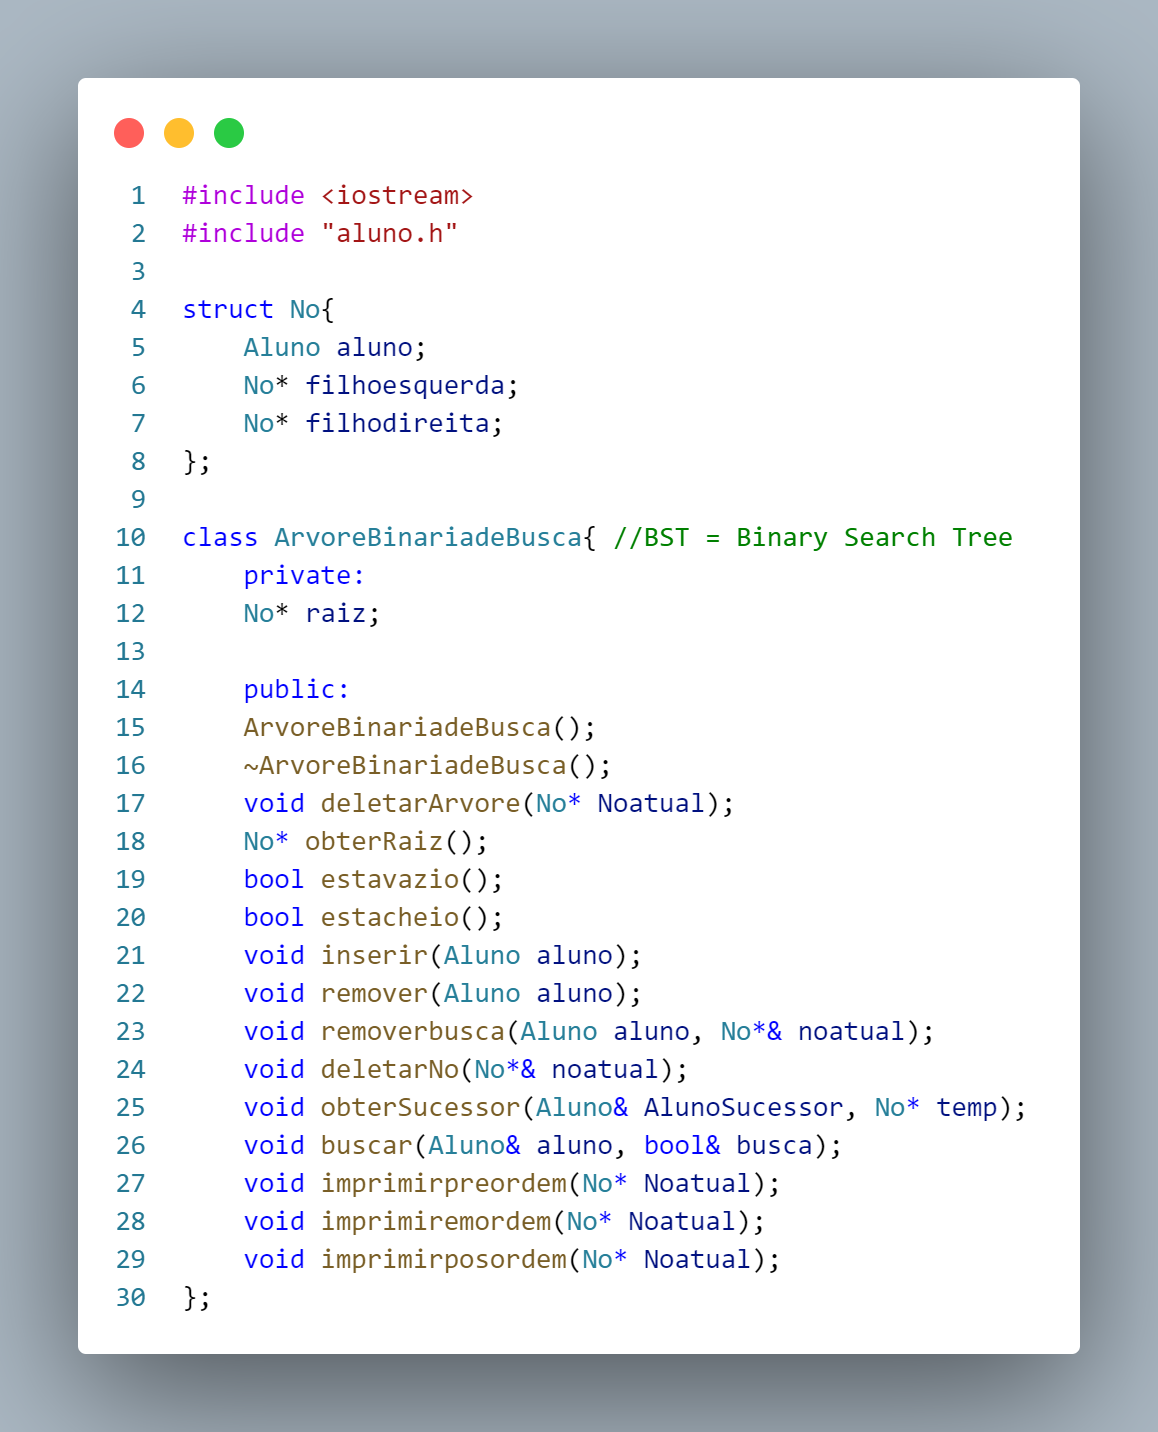 1 #include <iostream>
2 #include "aluno.h"
3
4 struct No{
5     Aluno aluno;
6     No* filhoesquerda;
7     No* filhodireita;
8 };
9
10 class ArvoreBinariadeBusca{ //BST = Binary Search Tree
11     private:
12     No* raiz;
13
14     public:
15     ArvoreBinariadeBusca();
16     ~ArvoreBinariadeBusca();
17     void deletarArvore(No* Noatual);
18     No* obterRaiz();
19     bool estavazio();
20     bool estacheio();
21     void inserir(Aluno aluno);
22     void remover(Aluno aluno);
23     void removerbusca(Aluno aluno, No*& noatual);
24     void deletarNo(No*& noatual);
25     void obterSucessor(Aluno& AlunoSucessor, No* temp);
26     void buscar(Aluno& aluno, bool& busca);
27     void imprimirpreordem(No* Noatual);
28     void imprimiremordem(No* Noatual);
29     void imprimirposordem(No* Noatual);
30 };